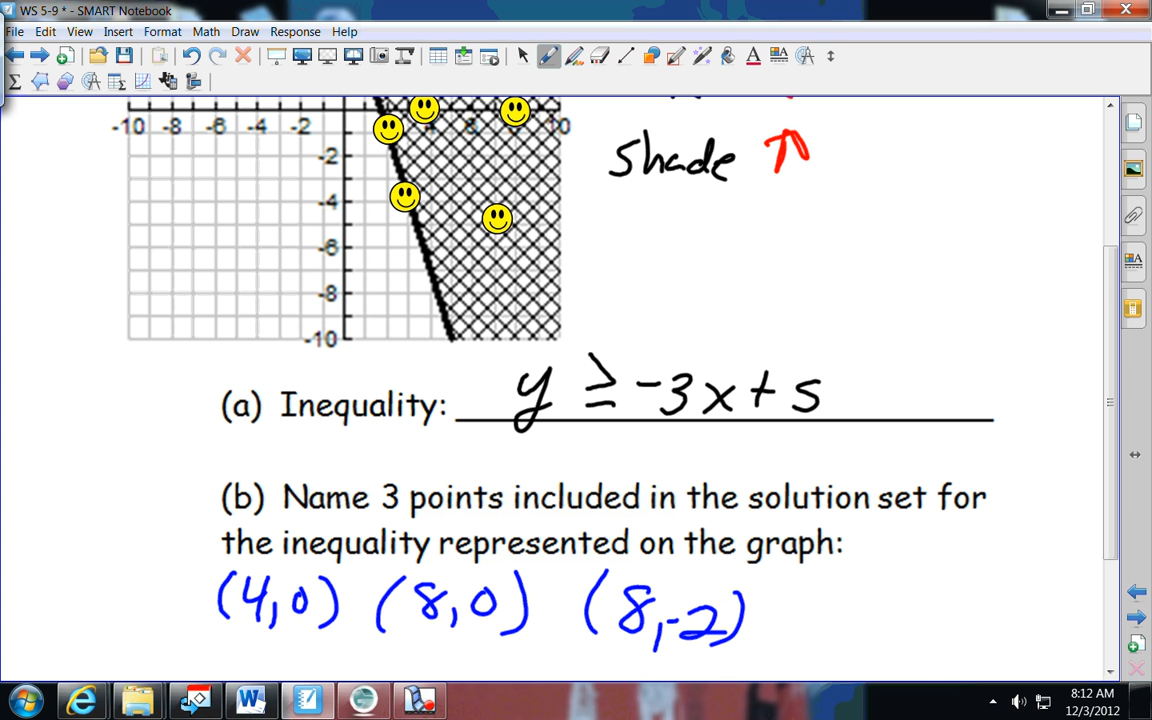 WS 5-9 * - SMART Notebook
File Edit View Insert Format Math Draw Response Help
-10 -8 -6 -4 -2
-2
-4
-6
-8
-10
Shade ↑
(a) Inequality: y ≥ -3x+5
(b) Name 3 points included in the solution set for
the inequality represented on the graph:
(4,0) (8,0) (8,-2)
8:12 AM
12/3/2012